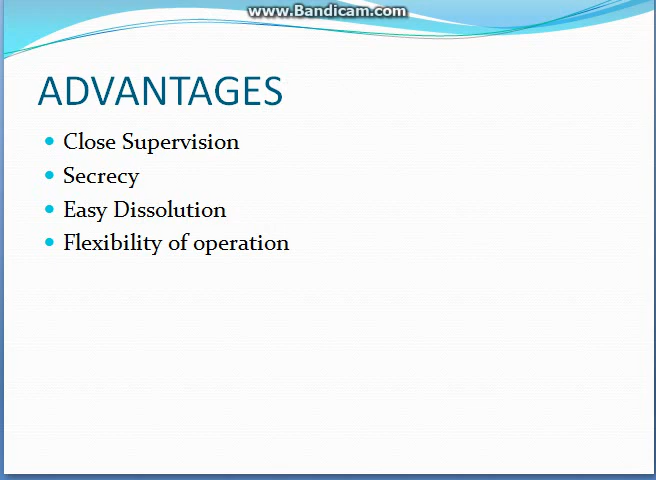 www.Bandicam.com
ADVANTAGES
Close Supervision
Secrecy
Easy Dissolution
Flexibility of operation